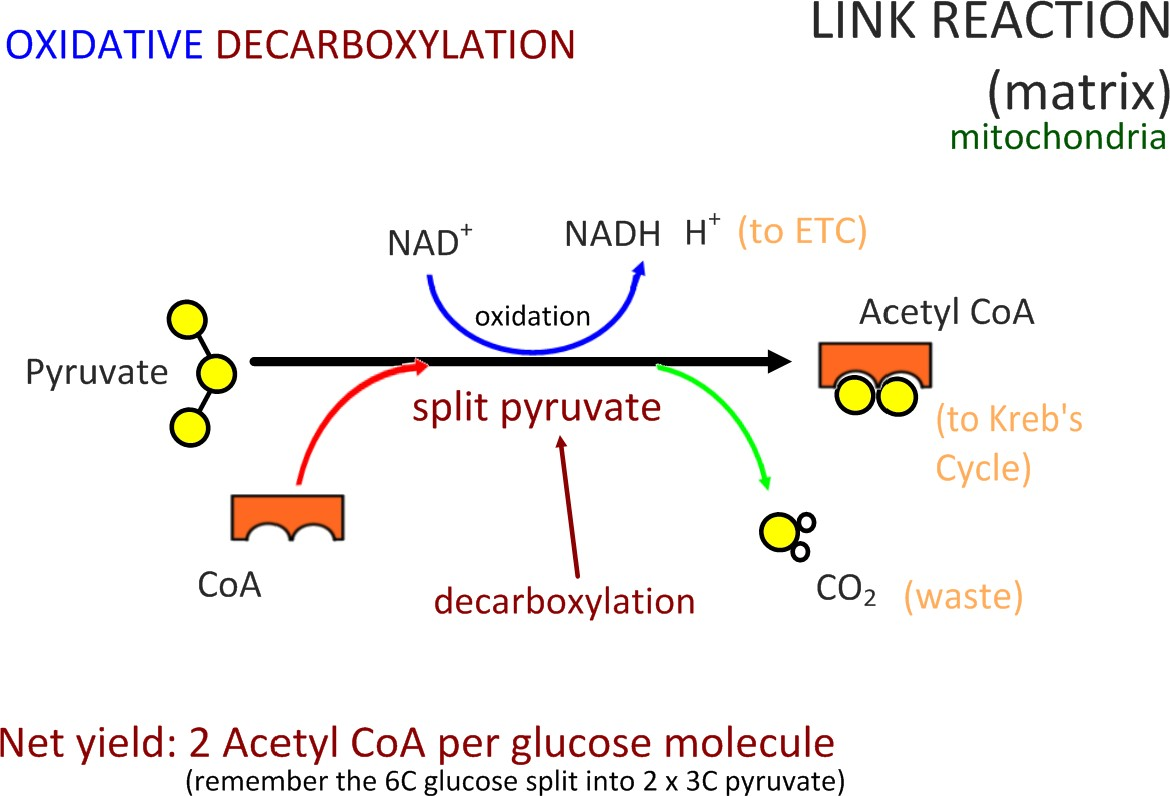 OXIDATIVE DECARBOXYLATION
LINK REACTION
(matrix)
mitochondria
NAD⁺
NADH H⁺ (to ETC)
oxidation
Acetyl CoA
Pyruvate
split pyruvate
(to Kreb's
Cycle)
CoA
decarboxylation
CO₂ (waste)
Net yield: 2 Acetyl CoA per glucose molecule
(remember the 6C glucose split into 2 x 3C pyruvate)